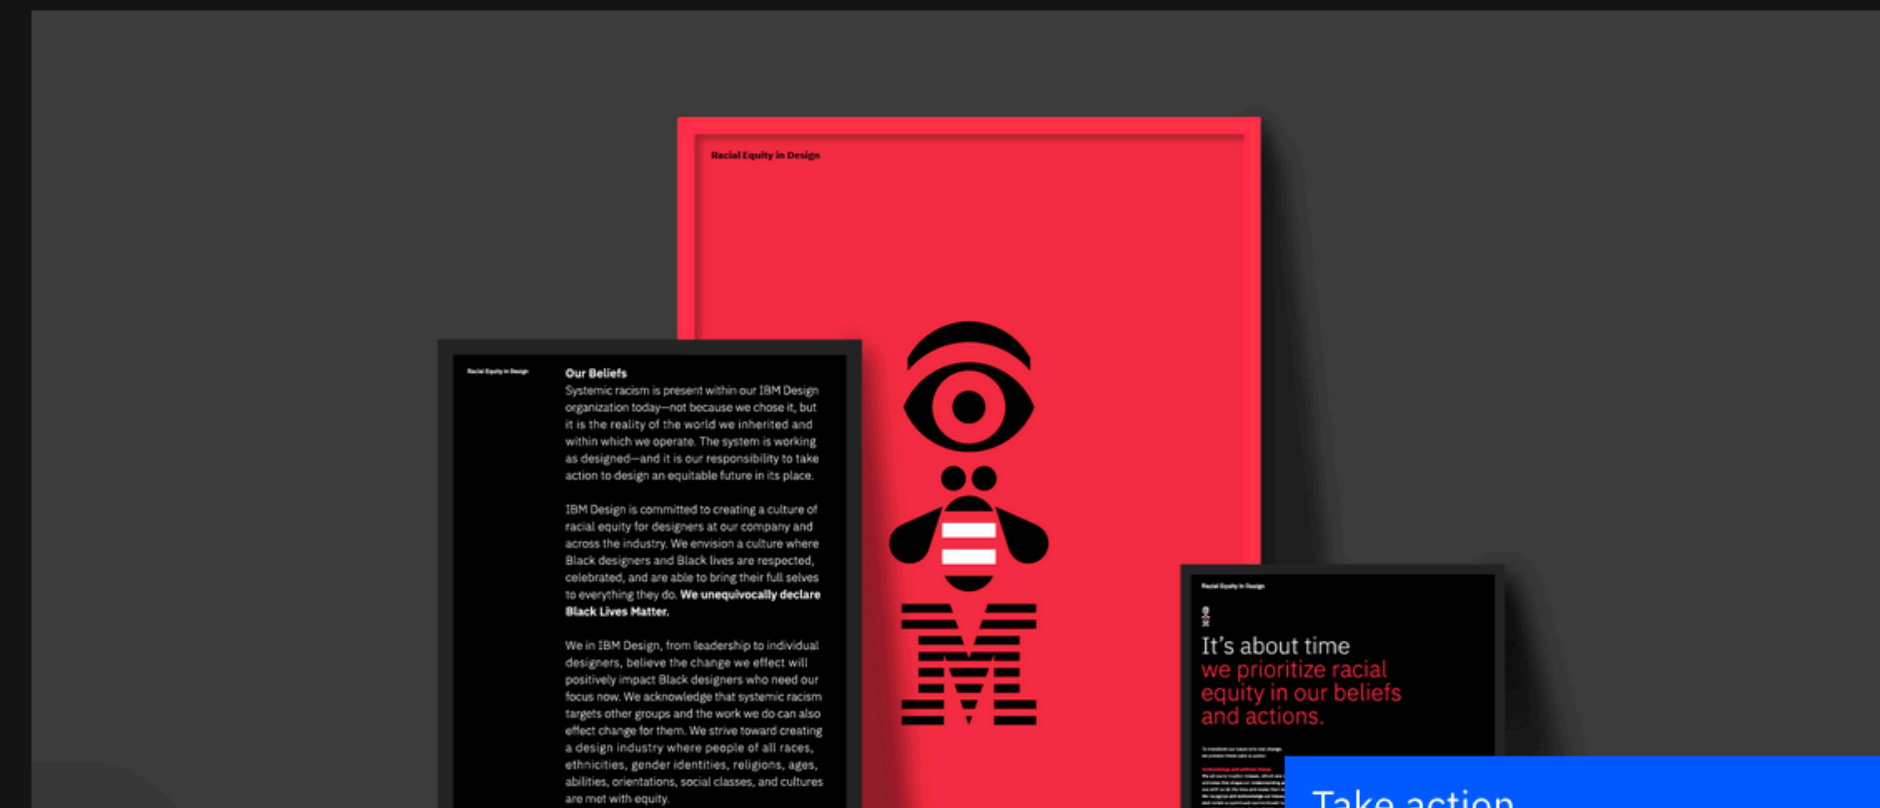 Racial Equity in Design
Racial Equity in Design
Our Beliefs
Systemic racism is present within our IBM Design
organization today—not because we chose it, but
it is the reality of the world we inherited and
within which we operate. The system is working
as designed—and it is our responsibility to take
action to design an equitable future in its place.
IBM Design is committed to creating a culture of
racial equity for designers at our company and
across the industry. We envision a culture where
Black designers and Black lives are respected,
celebrated, and are able to bring their full selves
to everything they do. We unequivocally declare
Black Lives Matter.
We in IBM Design, from leadership to individual
designers, believe the change we effect will
positively impact Black designers who need our
focus now. We acknowledge that systemic racism
targets other groups and the work we do can also
effect change for them. We strive toward creating
a design industry where people of all races,
ethnicities, gender identities, religions, ages,
abilities, orientations, social classes, and cultures
are met with equity.
M
Racial Equity in Design
It’s about time
we prioritize racial
equity in our beliefs
and actions.
Take action